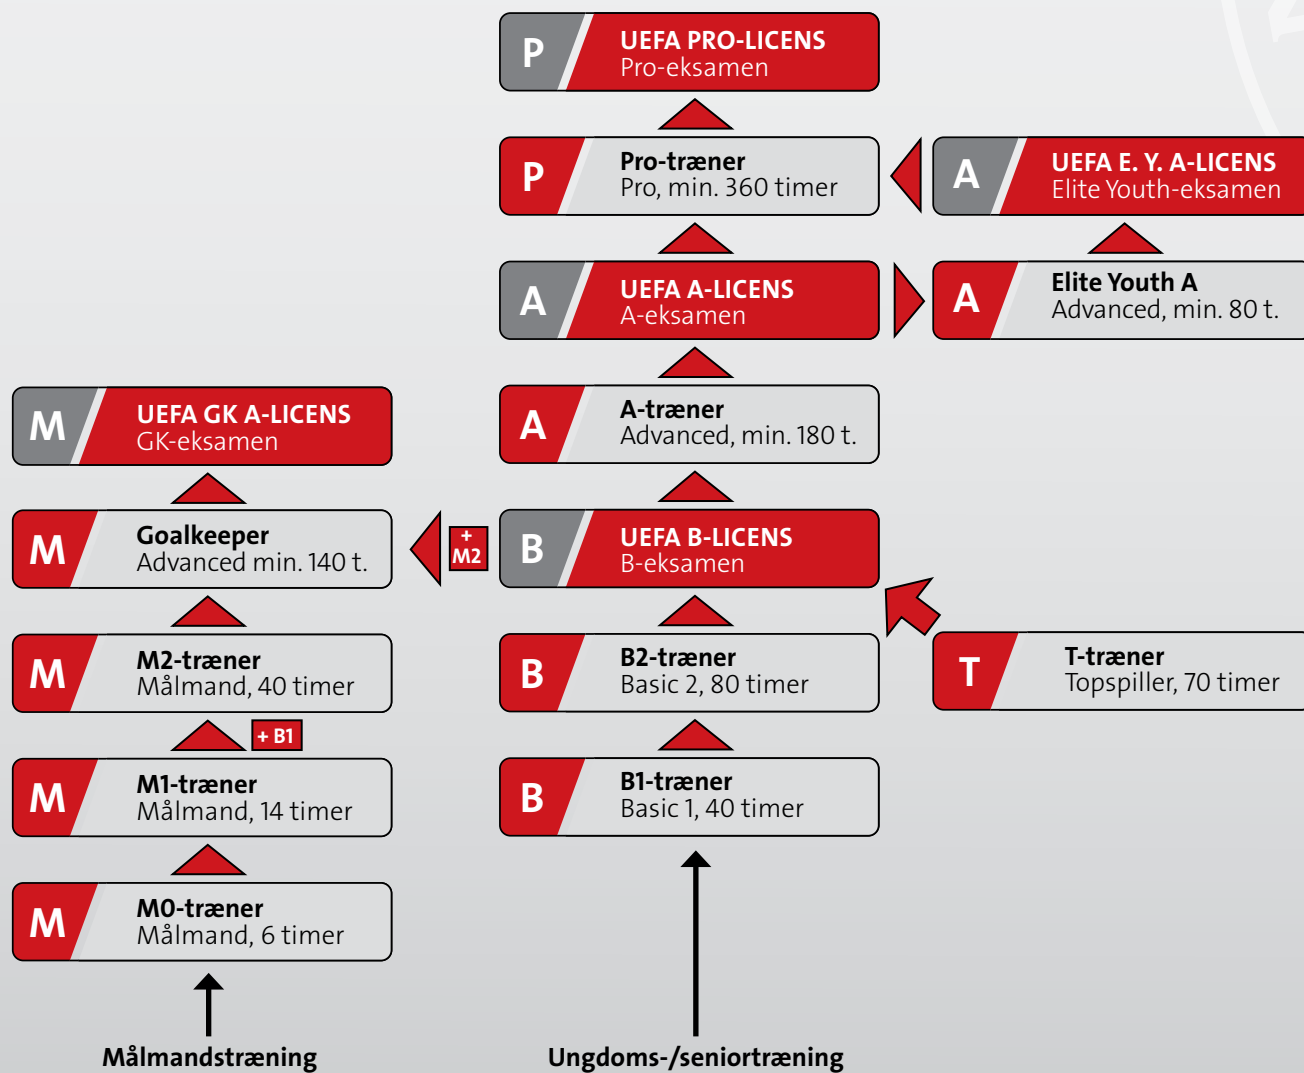 P
UEFA PRO-LICENS
Pro-eksamen
P
Pro-træner
Pro, min. 360 timer
A
UEFA E. Y. A-LICENS
Elite Youth-eksamen
A
UEFA A-LICENS
A-eksamen
A
Elite Youth A
Advanced, min. 80 t.
M
UEFA GK A-LICENS
GK-eksamen
A
A-træner
Advanced, min. 180 t.
M
Goalkeeper
Advanced min. 140 t.
+
M2
B
UEFA B-LICENS
B-eksamen
M
M2-træner
Målmand, 40 timer
B
B2-træner
Basic 2, 80 timer
T
T-træner
Topspiller, 70 timer
+ B1
M
M1-træner
Målmand, 14 timer
B
B1-træner
Basic 1, 40 timer
M
M0-træner
Målmand, 6 timer
Målmandstræning
Ungdoms-/seniortræning